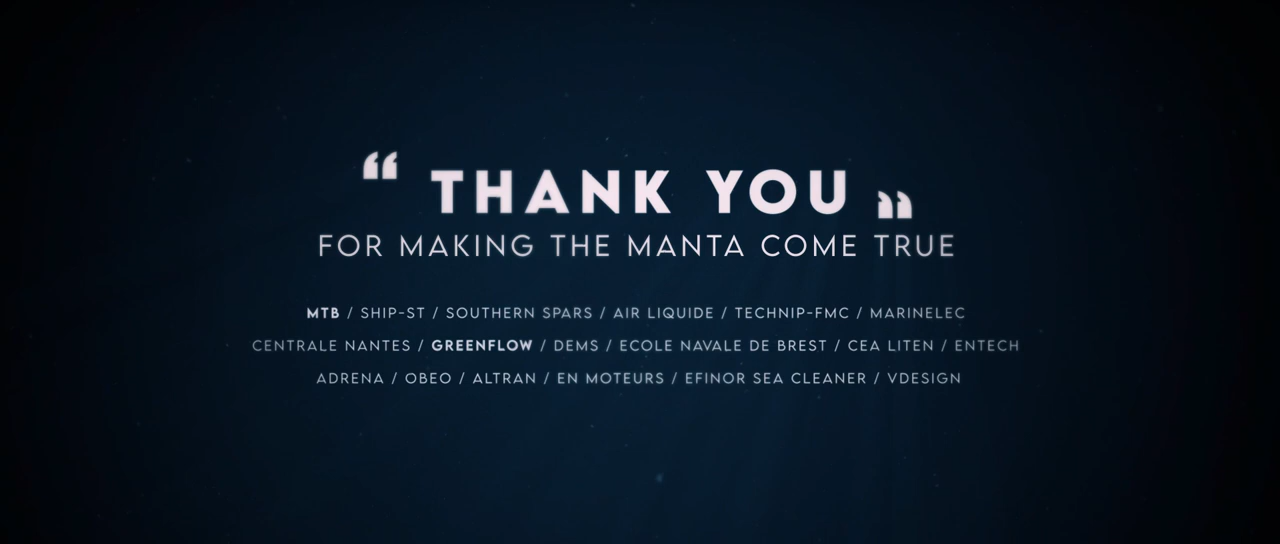 “ THANK YOU „
FOR MAKING THE MANTA COME TRUE
MTB / SHIP-ST / SOUTHERN SPARS / AIR LIQUIDE / TECHNIP-FMC / MARINELEC
CENTRALE NANTES / GREENFLOW / DEMS / ECOLE NAVALE DE BREST / CEA LITEN / ENTECH
ADRENA / OBEO / ALTRAN / EN MOTEURS / EFINOR SEA CLEANER / VDESIGN